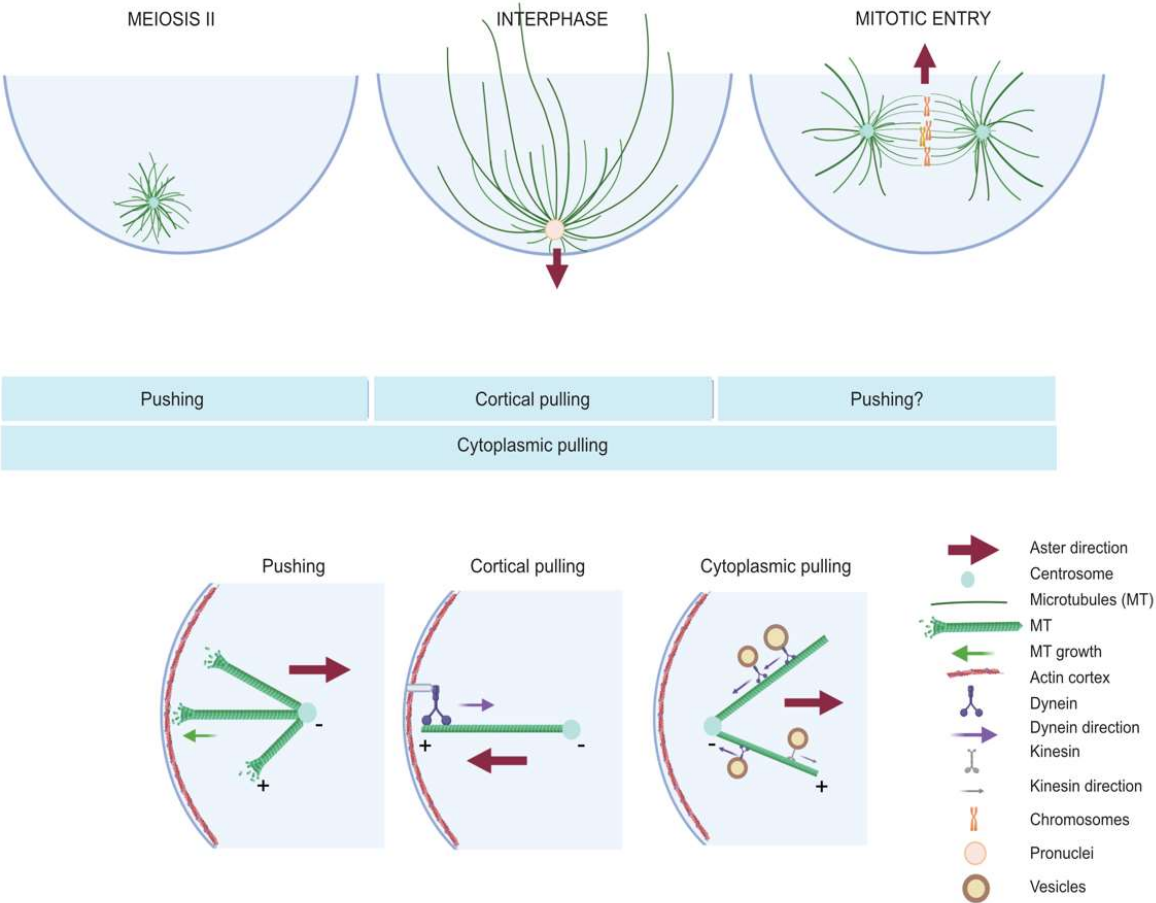 MEIOSIS II
INTERPHASE
MITOTIC ENTRY
Pushing
Cortical pulling
Pushing?
Cytoplasmic pulling
Pushing
Cortical pulling
Cytoplasmic pulling
-
+
+
-
-
+
Aster direction
Centrosome
Microtubules (MT)
MT
MT growth
Actin cortex
Dynein
Dynein direction
Kinesin
Kinesin direction
Chromosomes
Pronuclei
Vesicles